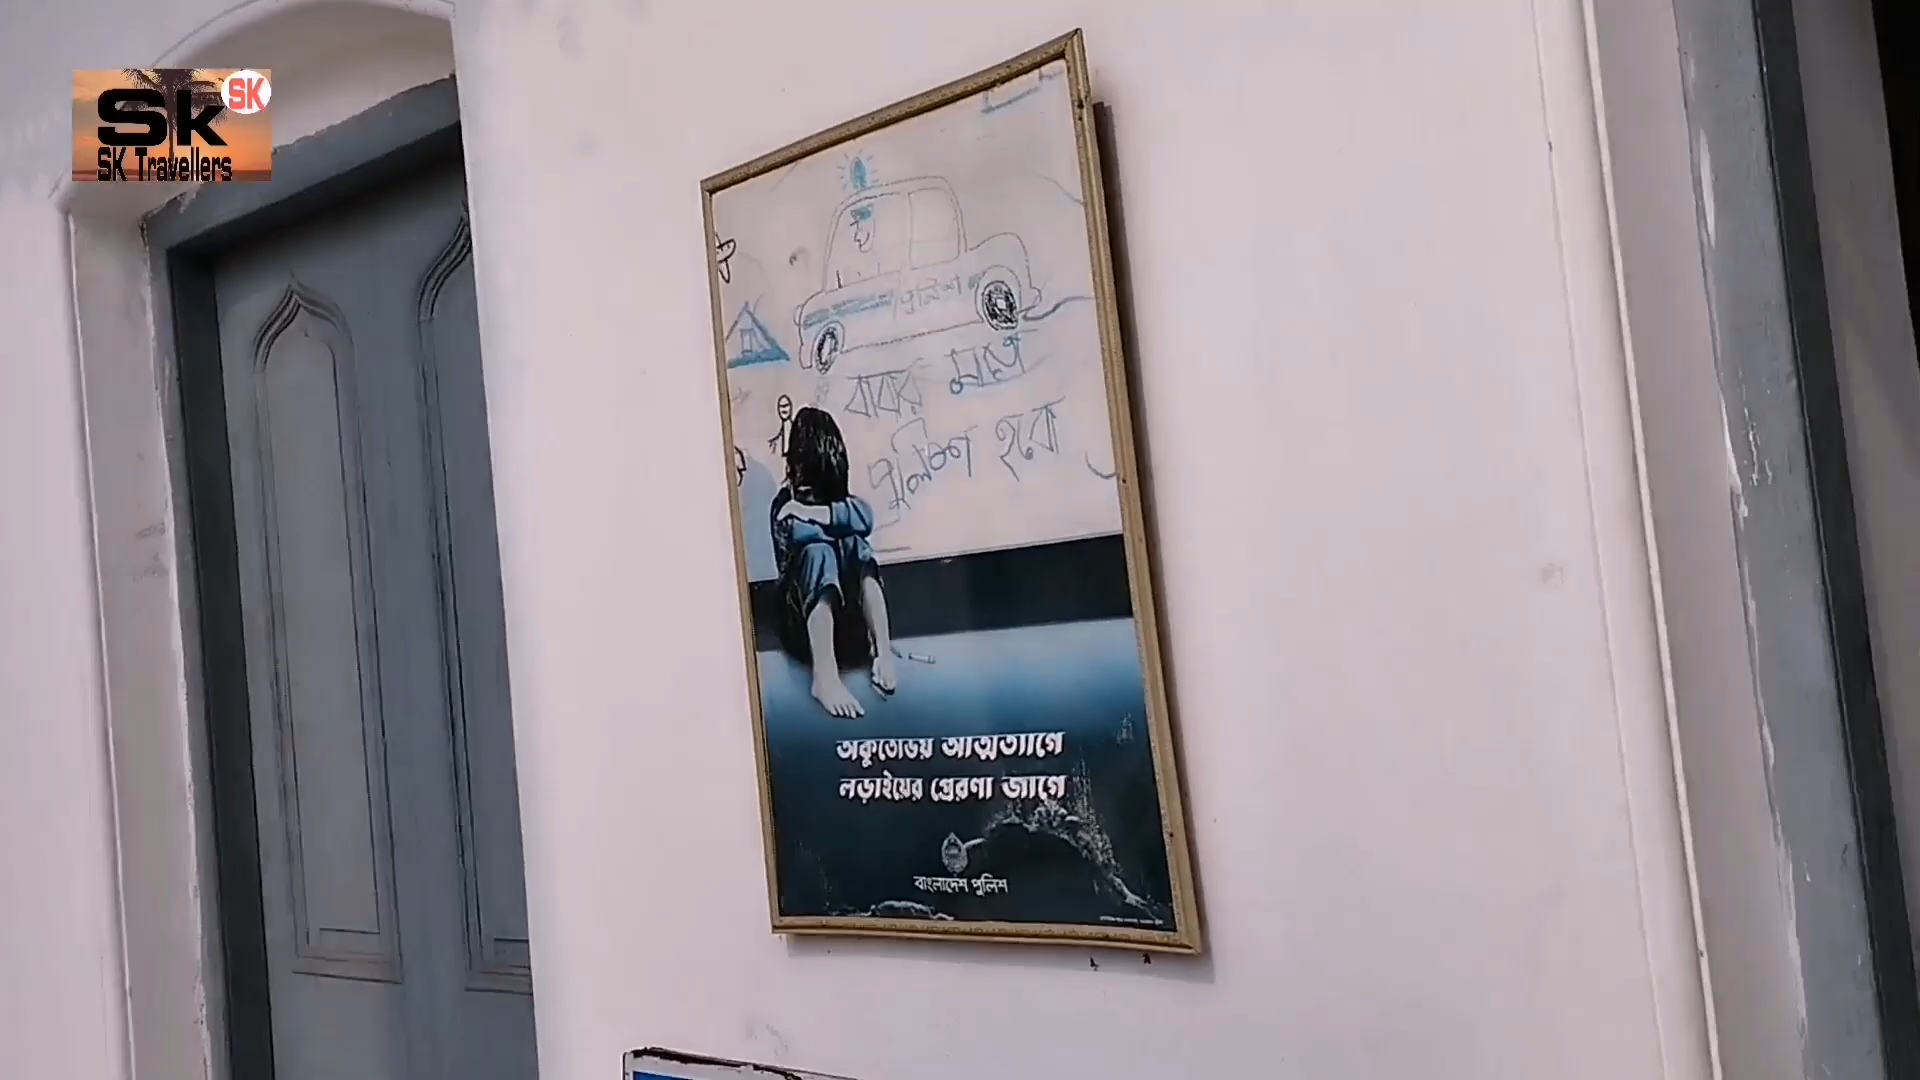 SK
Sk
SK Travellers
পুলিশ
বাবার মতো
পুলিশ হবো
অকুতোভয় আত্মত্যাগে
লড়াইয়ের প্রেরণা জাগে
বাংলাদেশ পুলিশ